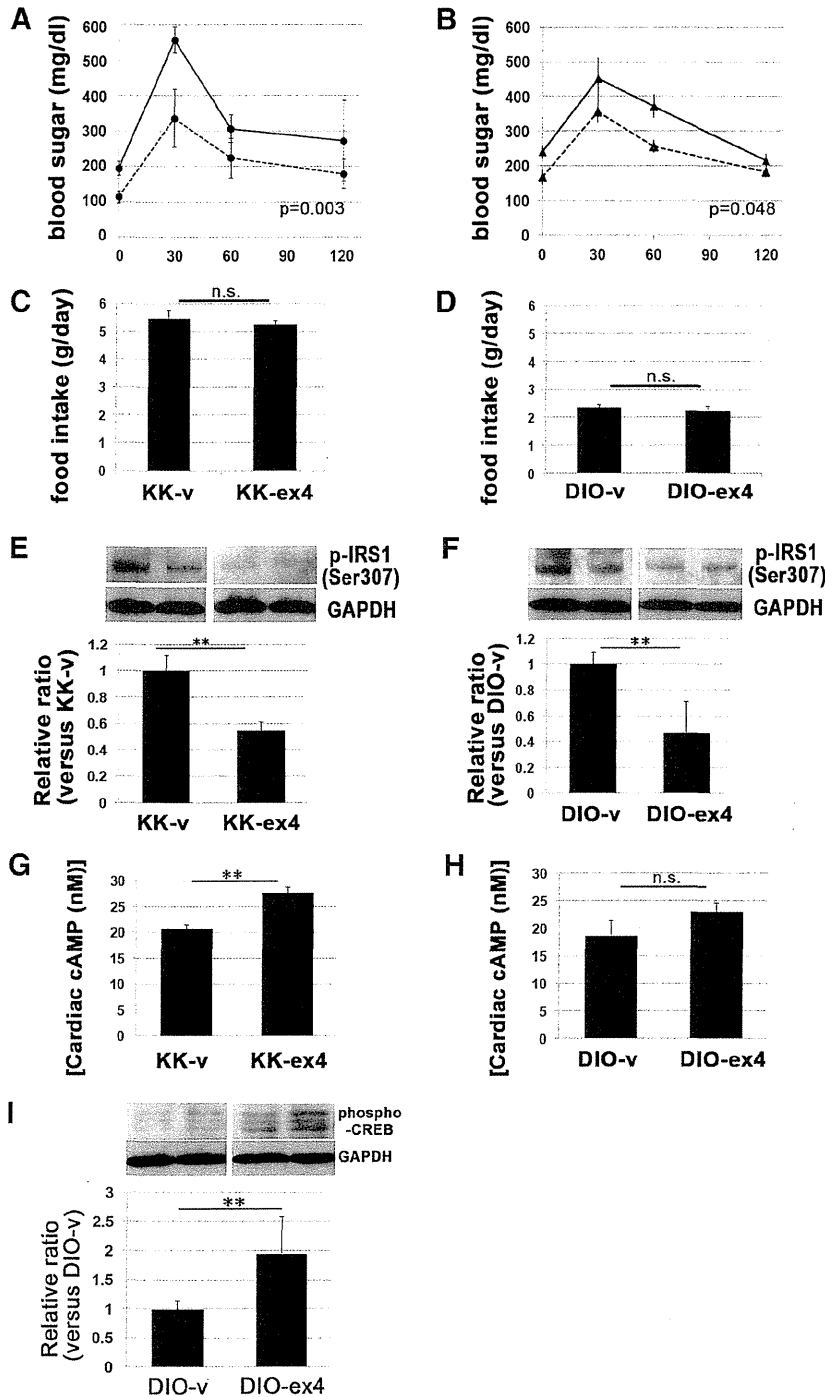 A
blood sugar (mg/dl)
600
500
400
300
200
100
0
p=0.003
0 30 60 90 120
B
blood sugar (mg/dl)
600
500
400
300
200
100
0
p=0.048
0 30 60 90 120
C
food intake (g/day)
n.s.
6
5
4
3
2
1
0
KK-v KK-ex4
D
food intake (g/day)
n.s.
6
5
4
3
2
1
0
DIO-v DIO-ex4
E
p-IRS1
(Ser307)
GAPDH
Relative ratio
(versus KK-v)
**
1.2
1
0.8
0.6
0.4
0.2
0
KK-v KK-ex4
F
p-IRS1
(Ser307)
GAPDH
Relative ratio
(versus DIO-v)
**
1.2
1
0.8
0.6
0.4
0.2
0
DIO-v DIO-ex4
G
[Cardiac cAMP (nM)]
**
30
25
20
15
10
5
0
KK-v KK-ex4
H
[Cardiac cAMP (nM)]
n.s.
30
25
20
15
10
5
0
DIO-v DIO-ex4
I
phospho
-CREB
GAPDH
Relative ratio
(versus DIO-v)
**
3
2.5
2
1.5
1
0.5
0
DIO-v DIO-ex4